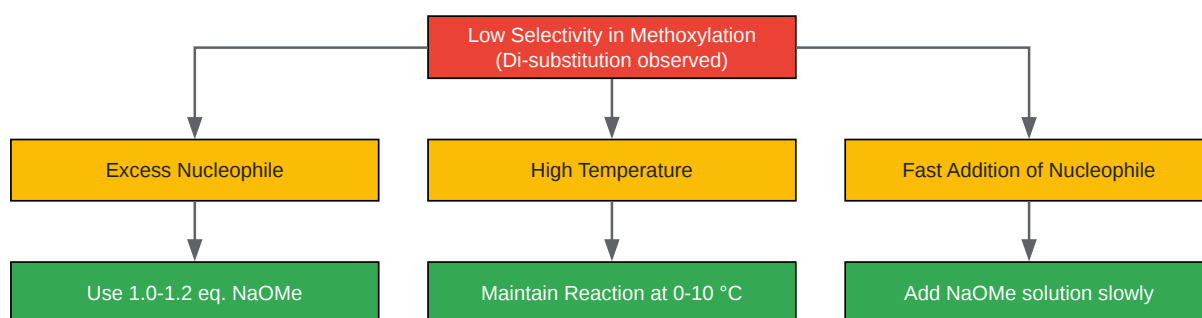 Low Selectivity in Methoxylation
(Di-substitution observed)
Excess Nucleophile
High Temperature
Fast Addition of Nucleophile
Use 1.0-1.2 eq. NaOMe
Maintain Reaction at 0-10 °C
Add NaOMe solution slowly